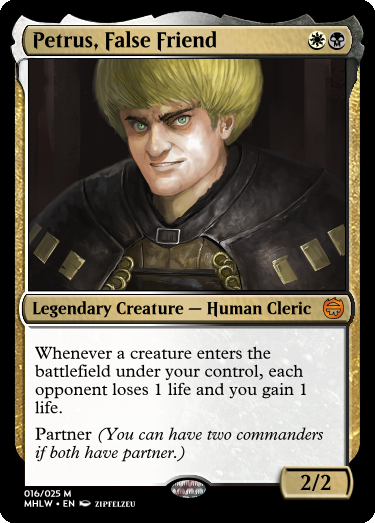 Petrus, False Friend
Legendary Creature — Human Cleric
Whenever a creature enters the
battlefield under your control, each
opponent loses 1 life and you gain 1
life.
Partner (You can have two commanders
if both have partner.)
2/2
016/025 M
MHLW • EN ZIPFELZEU